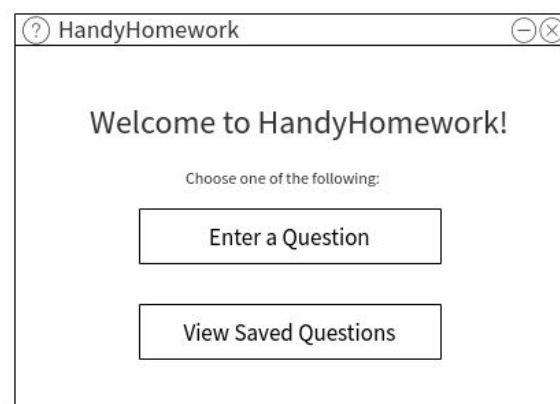 ? HandyHomework
Welcome to HandyHomework!
Choose one of the following:
Enter a Question
View Saved Questions